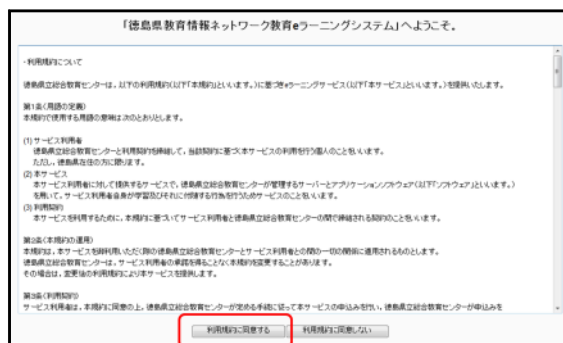 「徳島県教育情報ネットワーク教育eラーニングシステム」へようこそ。
・利用規約について
徳島県立総合教育センターは、以下の利用規約(以下「本規約」といいます。)に基づきeラーニングサービス(以下「本サービス」といいます。)を提供いたします。
第1条(用語の定義)
本規約で使用する用語の意味は次のとおりとします。
(1) サービス利用者
徳島県立総合教育センターと利用契約を締結して、当該契約に基づく本サービスの利用を行う個人のことをいいます。
ただし、徳島県在住の方に限ります。
(2) 本サービス
本サービス利用者に対して提供するサービスで、徳島県立総合教育センターが管理するサーバーとアプリケーションソフトウェア(以下「ソフトウェア」といいます。)
を用いて、サービス利用者自身が学習及びそれに付随する行為を行うためサービスのことをいいます。
(3) 利用契約
本サービスを利用するために、本規約に基づいてサービス利用者と徳島県立総合教育センターの間で締結される契約のことをいいます。
第2条(本規約の運用)
本規約は、本サービスを御利用いただく際の徳島県立総合教育センターとサービス利用者との間の一切の関係に適用されるものとします。
徳島県立総合教育センターは、サービス利用者の承諾を得ることなく本規約を変更することがあります。
その場合は、変更後の利用規約により本サービスを提供します。
第3条(利用契約)
サービス利用者は、本規約に同意の上、徳島県立総合教育センターが定める手続に従って本サービスの申込みを行い、徳島県立総合教育センターが申込みを
利用規約に同意する 利用規約に同意しない